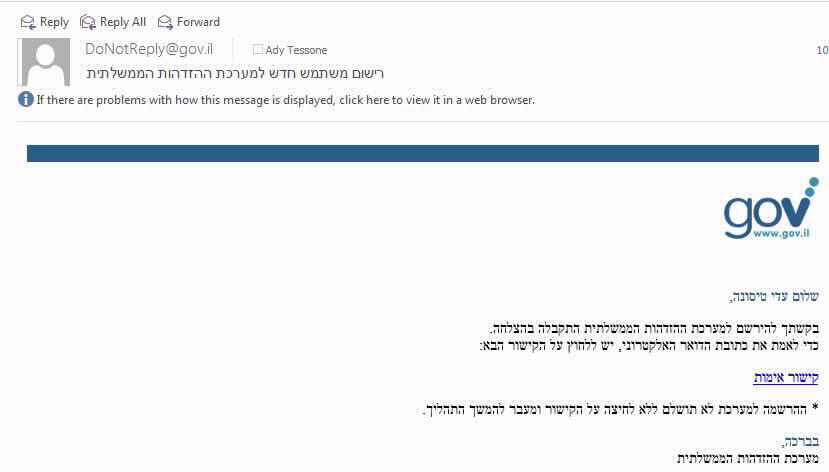 Reply Reply All Forward
DoNotReply@gov.il Ady Tessone
10
רישום משתמש חדש למערכת ההזדהות הממשלתית
If there are problems with how this message is displayed, click here to view it in a web browser.
gov
www.gov.il
שלום עדי טיסונה,
בקשתך להירשם למערכת ההזדהות הממשלתית התקבלה בהצלחה.
כדי לאמת את כתובת הדואר האלקטרוני, יש ללחוץ על הקישור הבא:
קישור אימות
* ההרשמה למערכת לא תושלם ללא לחיצה על הקישור ומעבר להמשך התהליך.
בברכה,
מערכת ההזדהות הממשלתית